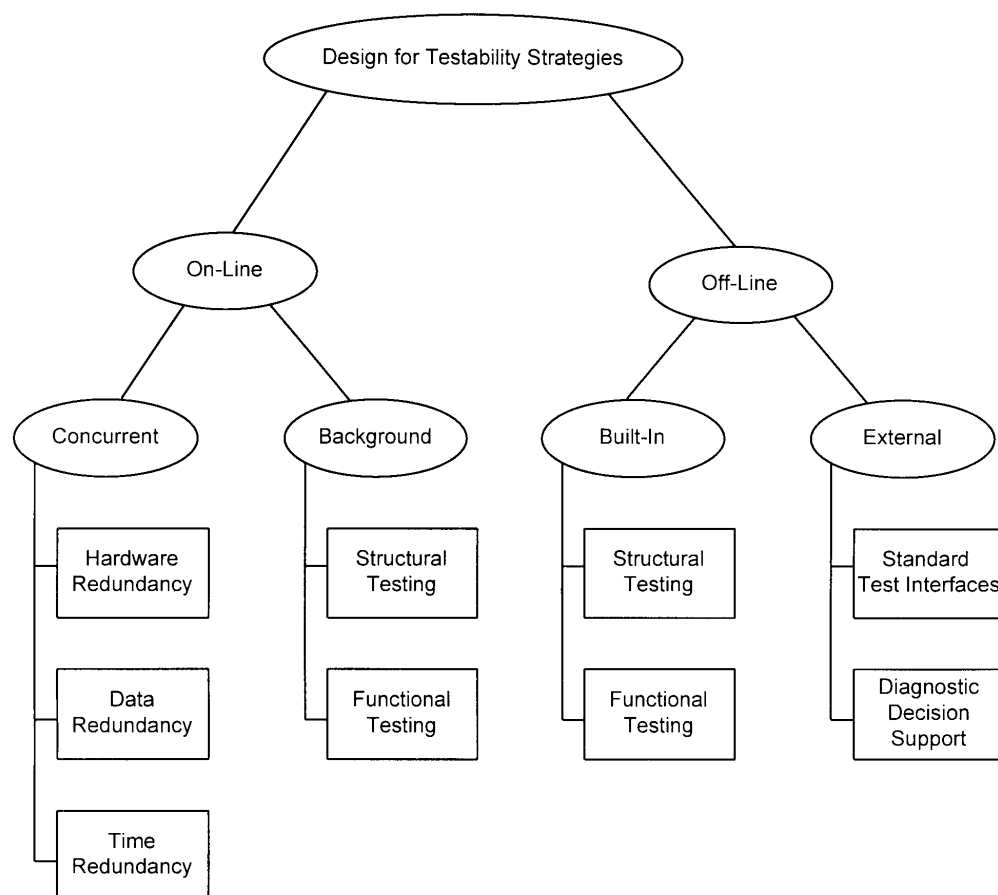 Design for Testability Strategies
On-Line
Off-Line
Concurrent
Background
Built-In
External
Hardware
Redundancy
Structural
Testing
Structural
Testing
Standard
Test Interfaces
Data
Redundancy
Functional
Testing
Functional
Testing
Diagnostic
Decision
Support
Time
Redundancy